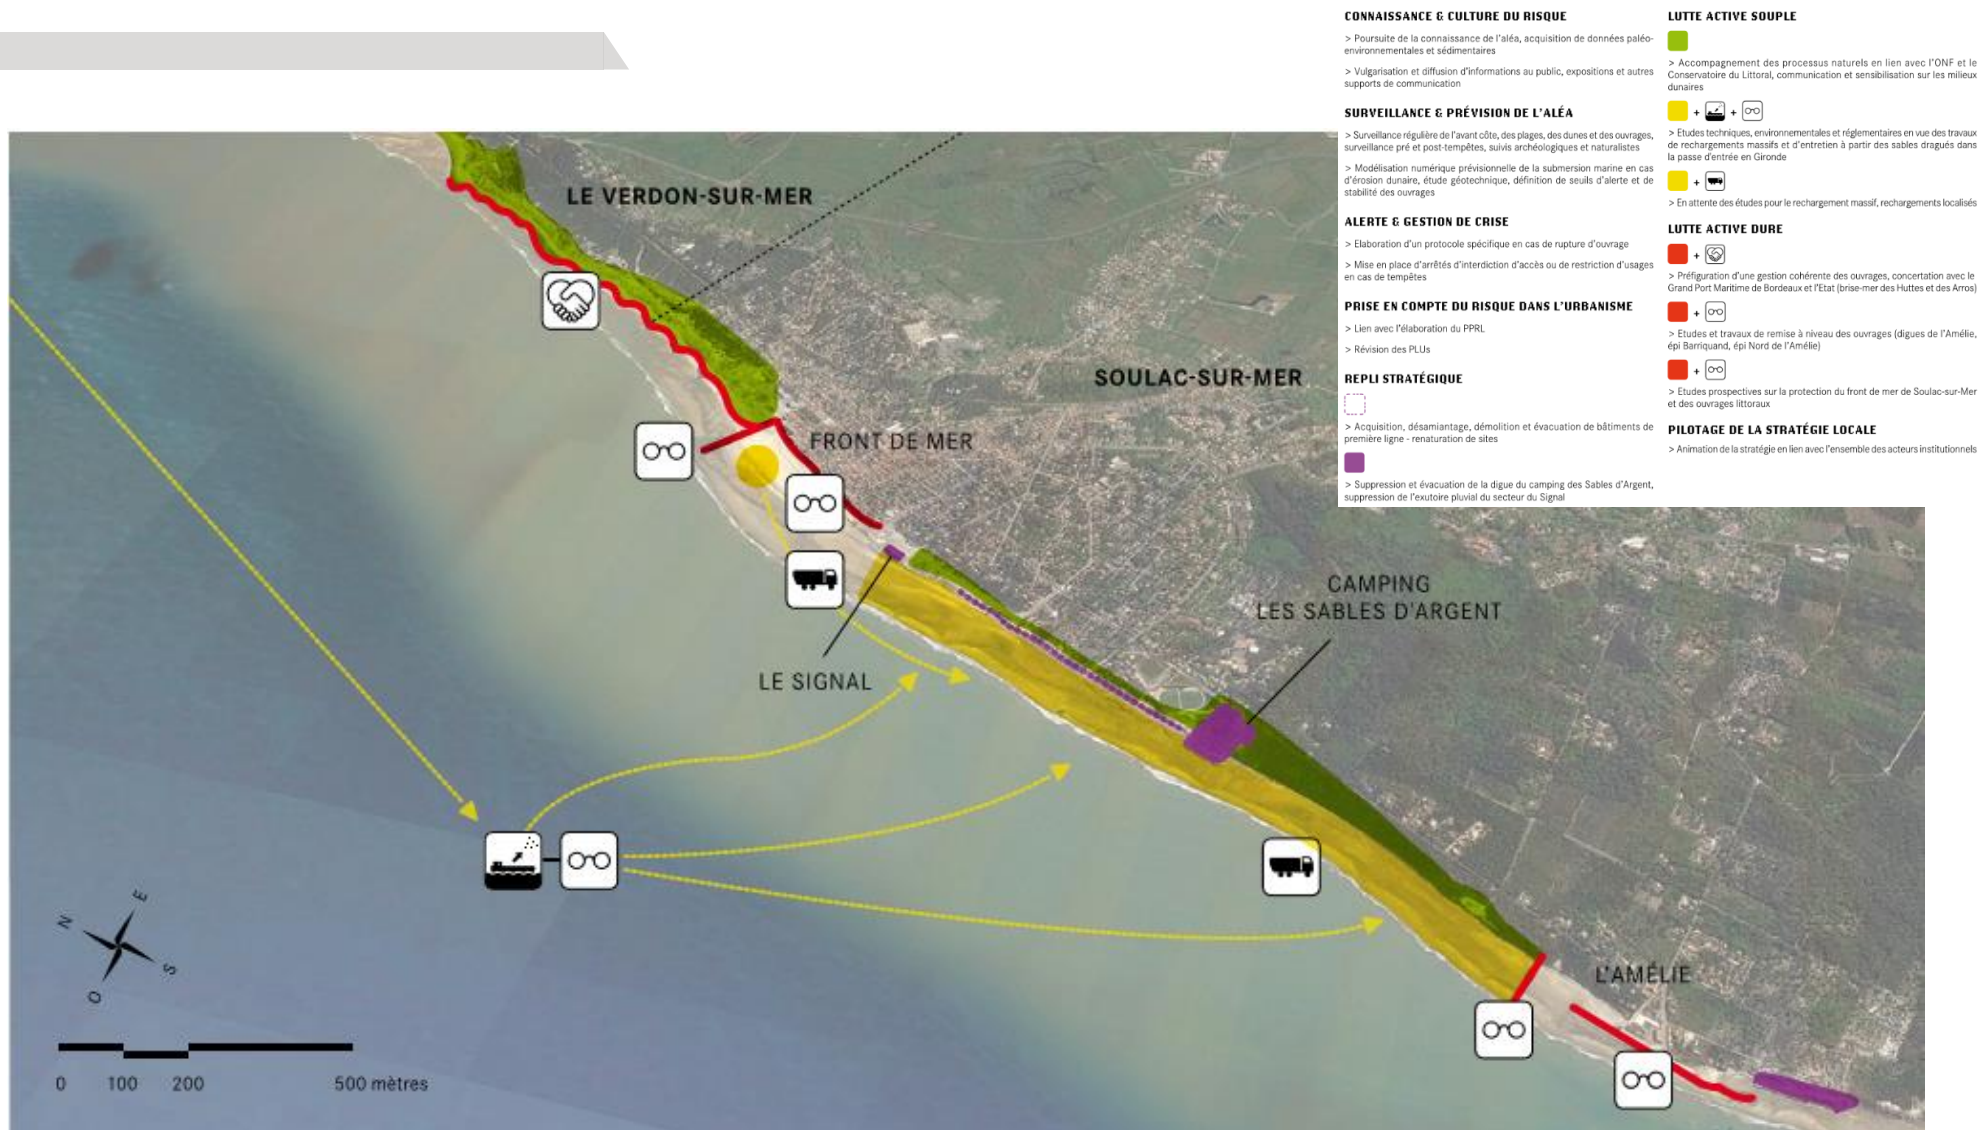 CONNAISSANCE & CULTURE DU RISQUE
> Poursuite de la connaissance de l'aléa, acquisition de données paléo-
environnementales et sédimentaires
> Vulgarisation et diffusion d'informations au public, expositions et autres
supports de communication
SURVEILLANCE & PRÉVISION DE L'ALÉA
> Surveillance régulière de l'avant côte, des plages, des dunes et des ouvrages,
surveillance pré et post-tempêtes, suivis archéologiques et naturalistes
> Modélisation numérique prévisionnelle de la submersion marine en cas
d'érosion dunaire, étude géotechnique, définition de seuils d'alerte et de
stabilité des ouvrages
ALERTE & GESTION DE CRISE
> Elaboration d'un protocole spécifique en cas de rupture d'ouvrage
> Mise en place d'arrêtés d'interdiction d'accès ou de restriction d'usages
en cas de tempêtes
PRISE EN COMPTE DU RISQUE DANS L'URBANISME
> Lien avec l'élaboration du PPRL
> Révision des PLUs
REPLI STRATÉGIQUE
> Acquisition, désamiantage, démolition et évacuation de bâtiments de
première ligne - renaturation de sites
> Suppression et évacuation de la digue du camping des Sables d'Argent,
suppression de l'exutoire pluvial du secteur du Signal
LUTTE ACTIVE SOUPLE
> Accompagnement des processus naturels en lien avec l'ONF et le
Conservatoire du Littoral, communication et sensibilisation sur les milieux
dunaires
+ +
> Etudes techniques, environnementales et réglementaires en vue des travaux
de rechargements massifs et d'entretien à partir des sables dragués dans
la passe d'entrée en Gironde
+
> En attente des études pour le rechargement massif, rechargements localisés
LUTTE ACTIVE DURE
+
> Préfiguration d'une gestion cohérente des ouvrages, concertation avec le
Grand Port Maritime de Bordeaux et l'Etat (brise-mer des Huttes et des Arros)
+
> Etudes et travaux de remise à niveau des ouvrages (digues de l'Amélie,
épi Barriquand, épi Nord de l'Amélie)
+
> Etudes prospectives sur la protection du front de mer de Soulac-sur-Mer
et des ouvrages littoraux
PILOTAGE DE LA STRATÉGIE LOCALE
> Animation de la stratégie en lien avec l'ensemble des acteurs institutionnels
LE VERDON-SUR-MER
SOULAC-SUR-MER
FRONT DE MER
CAMPING
LES SABLES D'ARGENT
LE SIGNAL
L'AMÉLIE
N
E
S
O
0 100 200 500 mètres